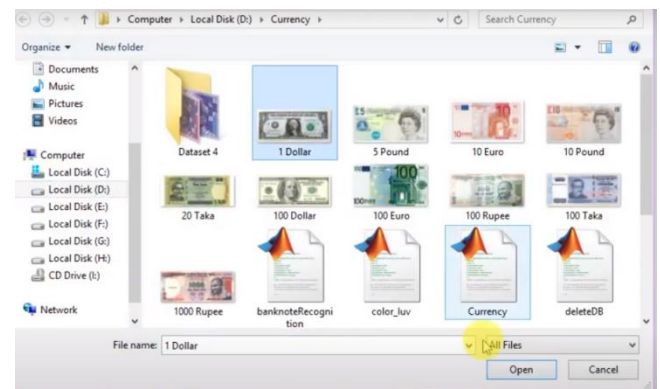 Computer ▸ Local Disk (D:) ▸ Currency ▸
Search Currency
Organize
New folder
Documents
Music
Pictures
Videos
Computer
Local Disk (C:)
Local Disk (D:)
Local Disk (E:)
Local Disk (F:)
Local Disk (G:)
Local Disk (H:)
CD Drive (I:)
Network
Dataset 4
1 Dollar
5 Pound
10 Euro
10 Pound
20 Taka
100 Dollar
100 Euro
100 Rupee
100 Taka
1000 Rupee
banknoteRecogni
tion
color_luv
Currency
deleteDB
File name:
1 Dollar
All Files
Open
Cancel